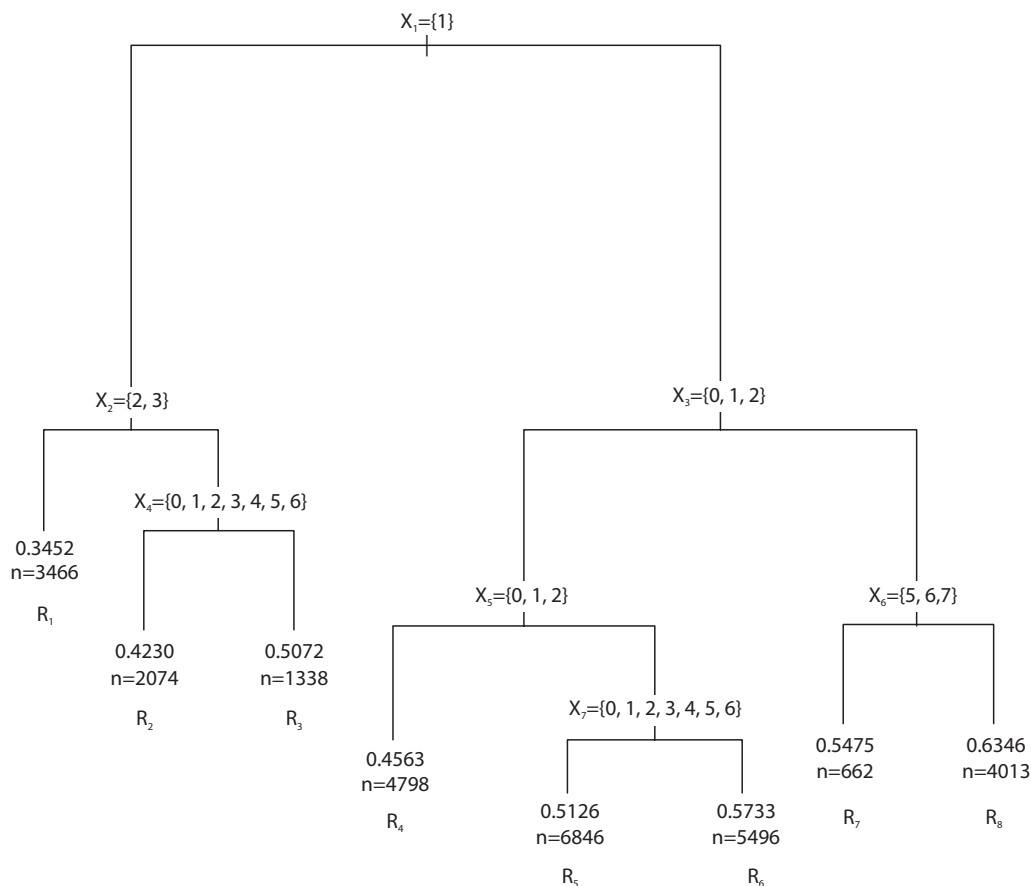 X₁={1}
X₂={2, 3}
X₃={0, 1, 2}
X₄={0, 1, 2, 3, 4, 5, 6}
0.3452
n=3466
R₁
X₅={0, 1, 2}
X₆={5, 6,7}
0.4230
n=2074
R₂
0.5072
n=1338
R₃
X₇={0, 1, 2, 3, 4, 5, 6}
0.4563
n=4798
R₄
0.5126
n=6846
R₅
0.5733
n=5496
R₆
0.5475
n=662
R₇
0.6346
n=4013
R₈